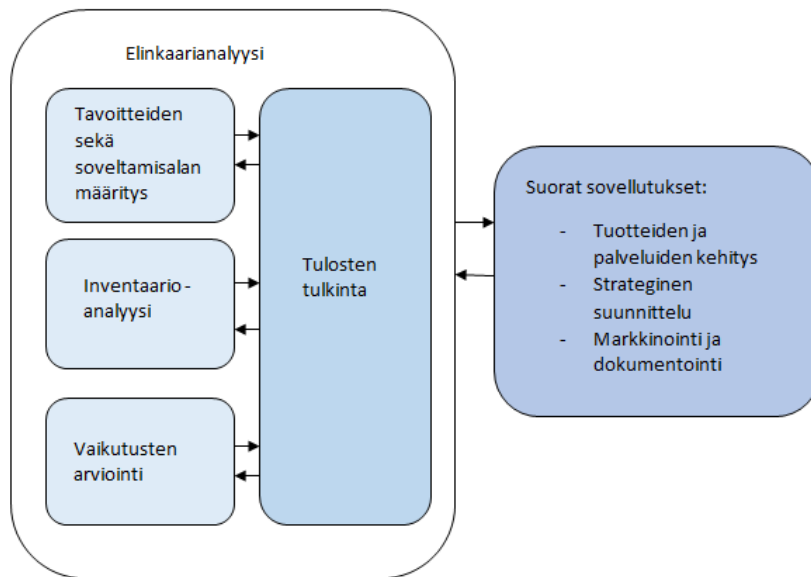 Elinkaarianalyysi
Tavoitteiden
sekä
soveltamisalan
määritys
Inventaario -
analyysi
Vaikutusten
arviointi
Tulosten
tulkinta
Suorat sovellutukset:
- Tuotteiden ja
palveluiden kehitys
- Strateginen
suunnittelu
- Markkinointi ja
dokumentointi